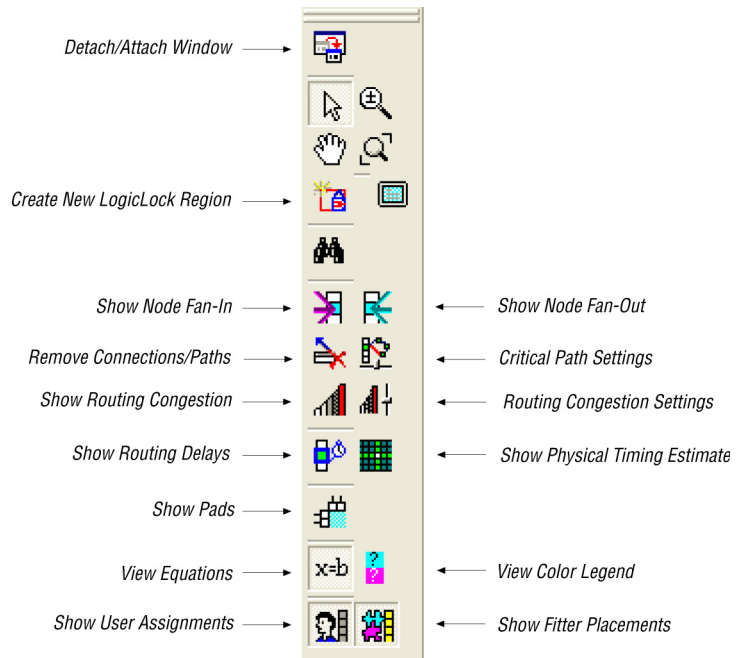 Detach/Attach Window
Create New LogicLock Region
Show Node Fan-In
Show Node Fan-Out
Remove Connections/Paths
Critical Path Settings
Show Routing Congestion
Routing Congestion Settings
Show Routing Delays
Show Physical Timing Estimate
Show Pads
x=b
View Equations
?
?
View Color Legend
Show User Assignments
Show Fitter Placements